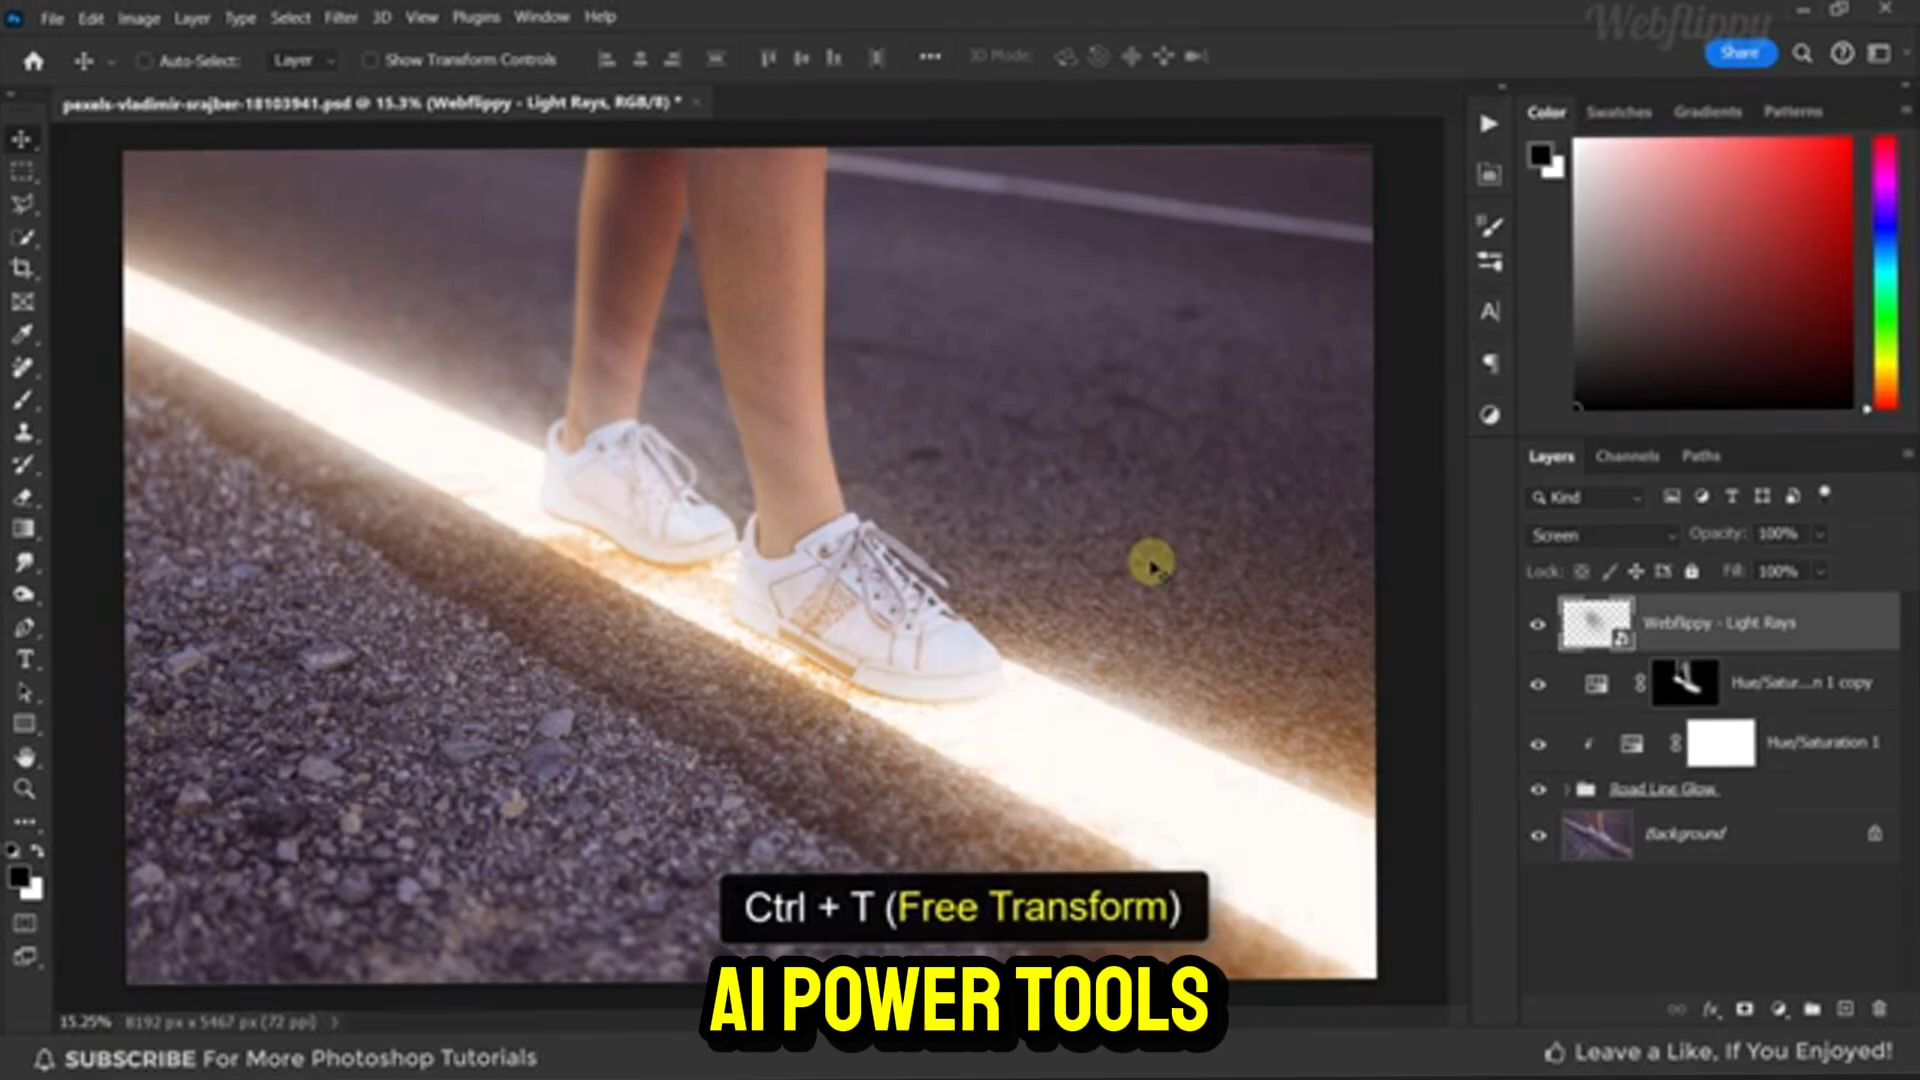 Webflippy
File Edit Image Layer Type Select Filter 3D View Plugins Window Help
Auto-Select: Layer Show Transform Controls 3D Mode: Share
pexels-vladimir-srajber-18103941.psd @ 15.3% (Webflippy - Light Rays, RGB/8) *
Color Swatches Gradients Patterns
Layers Channels Paths
Kind
Screen Opacity: 100%
Lock: Fill: 100%
Webflippy - Light Rays
Hue/Satur...n 1 copy
Hue/Saturation 1
Road Line Glow
Background
Ctrl + T (Free Transform)
AI POWER TOOLS
15.25% 8192 px x 5467 px (72 ppi)
SUBSCRIBE For More Photoshop Tutorials
Leave a Like, If You Enjoyed!